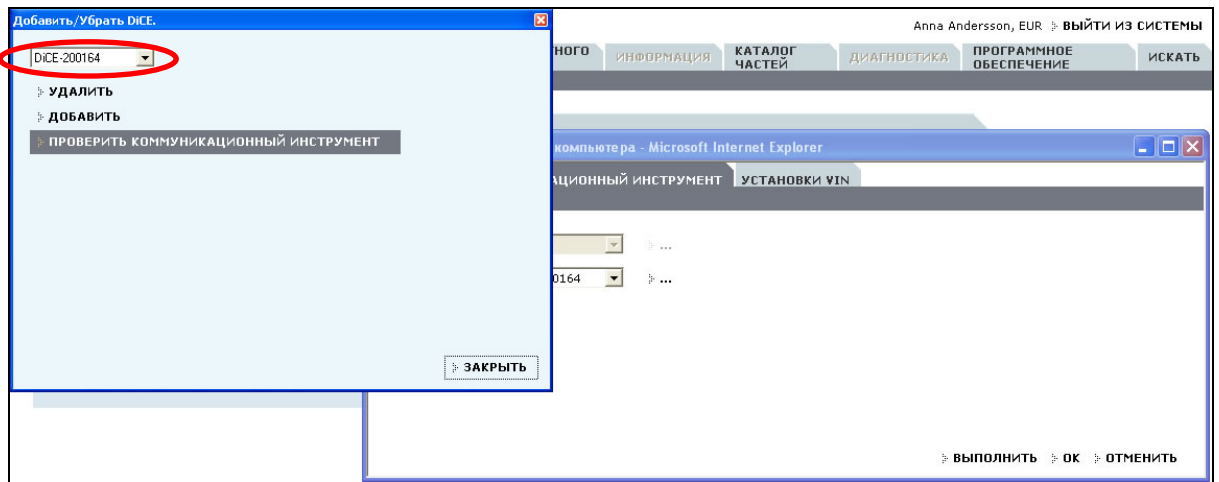 Добавить/Убрать DiCE.
DiCE-200164
УДАЛИТЬ
ДОБАВИТЬ
ПРОВЕРИТЬ КОММУНИКАЦИОННЫЙ ИНСТРУМЕНТ
ЗАКРЫТЬ
Anna Andersson, EUR ВЫЙТИ ИЗ СИСТЕМЫ
НОГО ИНФОРМАЦИЯ КАТАЛОГ ЧАСТЕЙ ДИАГНОСТИКА ПРОГРАММНОЕ ОБЕСПЕЧЕНИЕ ИСКАТЬ
компьютера - Microsoft Internet Explorer
АЦИОННЫЙ ИНСТРУМЕНТ УСТАНОВКИ VIN
...
0164 ...
ВЫПОЛНИТЬ OK ОТМЕНИТЬ